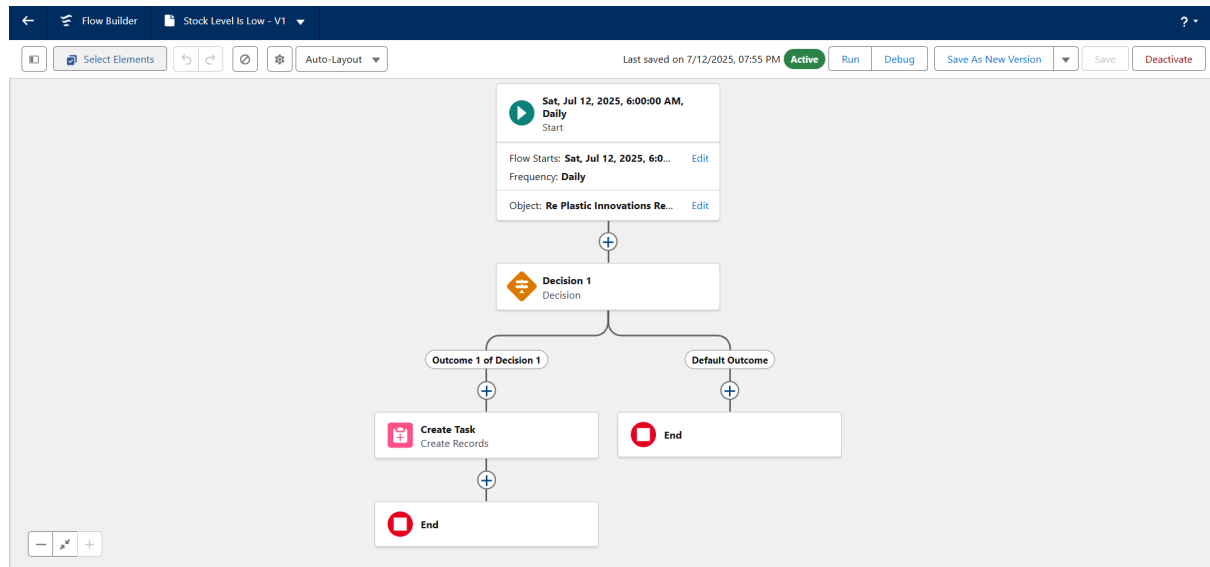 Flow Builder
Stock Level Is Low - V1
?
Select Elements
Auto-Layout
Last saved on 7/12/2025, 07:55 PM
Active
Run
Debug
Save As New Version
Save
Deactivate
Sat, Jul 12, 2025, 6:00:00 AM,
Daily
Start
Flow Starts: Sat, Jul 12, 2025, 6:0...
Edit
Frequency: Daily
Object: Re Plastic Innovations Re...
Edit
Decision 1
Decision
Outcome 1 of Decision 1
Default Outcome
Create Task
Create Records
End
End